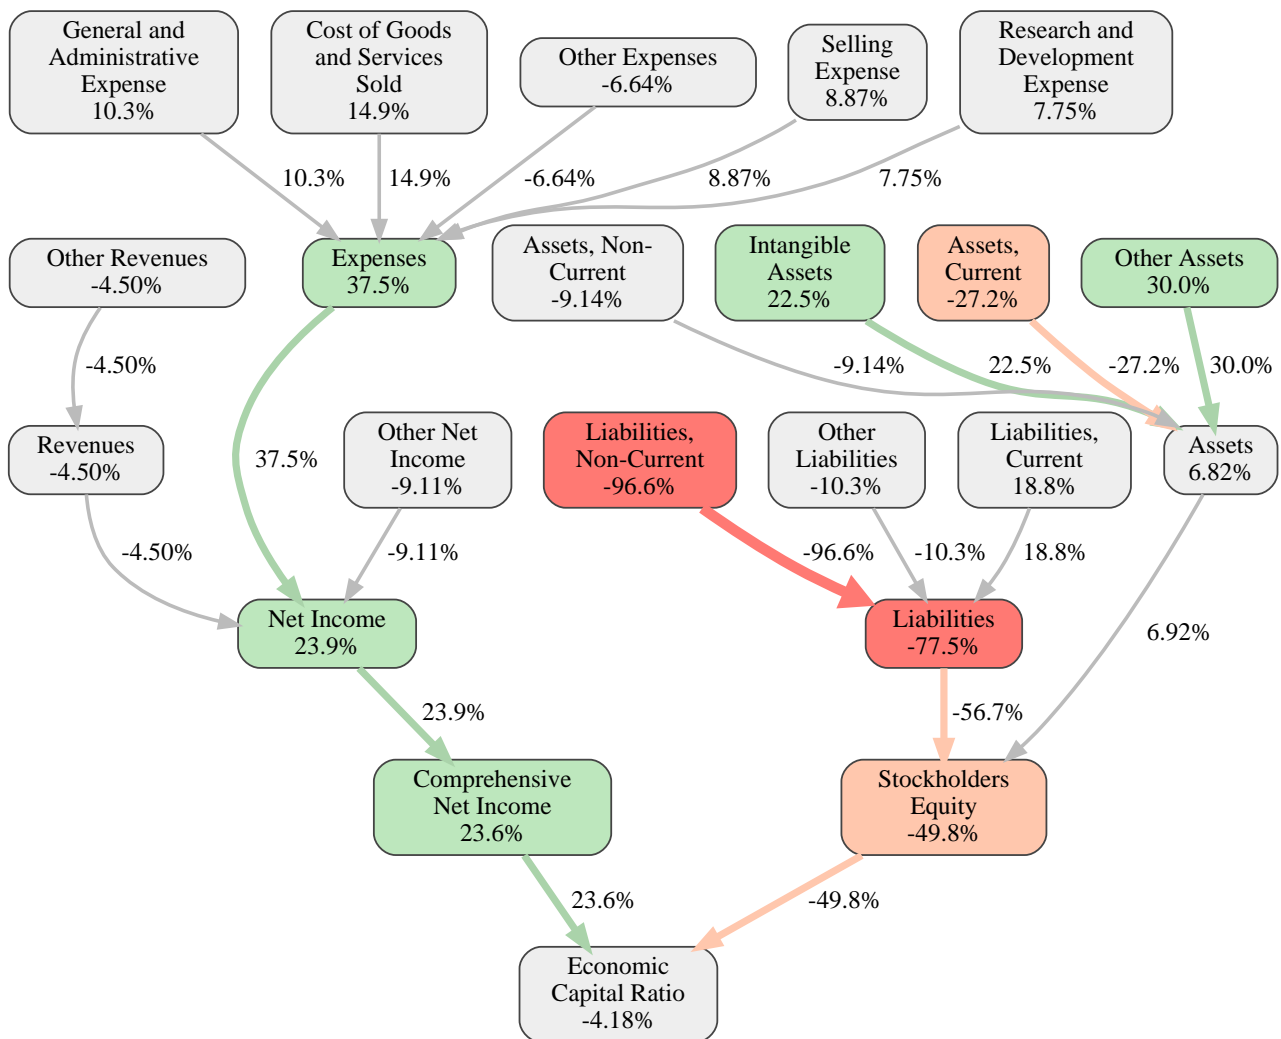 General and
Administrative
Expense
10.3%
Cost of Goods
and Services
Sold
14.9%
Other Expenses
-6.64%
Selling
Expense
8.87%
Research and
Development
Expense
7.75%
10.3%
14.9%
-6.64%
8.87%
7.75%
Other Revenues
-4.50%
Expenses
37.5%
Assets, Non-
Current
-9.14%
Intangible
Assets
22.5%
Assets,
Current
-27.2%
Other Assets
30.0%
-4.50%
-9.14%
22.5%
-27.2%
30.0%
Revenues
-4.50%
37.5%
Other Net
Income
-9.11%
Liabilities,
Non-Current
-96.6%
Other
Liabilities
-10.3%
Liabilities,
Current
18.8%
Assets
6.82%
-4.50%
-9.11%
-96.6%
-10.3%
18.8%
Net Income
23.9%
Liabilities
-77.5%
6.92%
23.9%
-56.7%
Comprehensive
Net Income
23.6%
Stockholders
Equity
-49.8%
23.6%
-49.8%
Economic
Capital Ratio
-4.18%